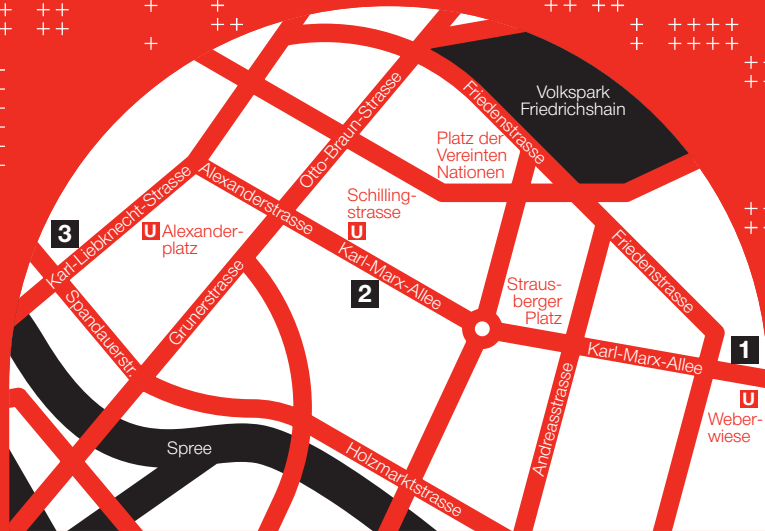 Volkspark
Friedrichshain
Friedenstrasse
Otto-Braun-Strasse
Platz der
Vereinten
Nationen
Karl-Liebknecht-Strasse
Alexanderstrasse
Schilling-
strasse
U
3
U Alexander-
platz
Karl-Marx-Allee
2
Friedenstrasse
Spandauerstr.
Grunerstrasse
Straus-
berger
Platz
Karl-Marx-Allee
1
U
Weber-
wiese
Andreasstrasse
Spree
Holzmarktstrasse